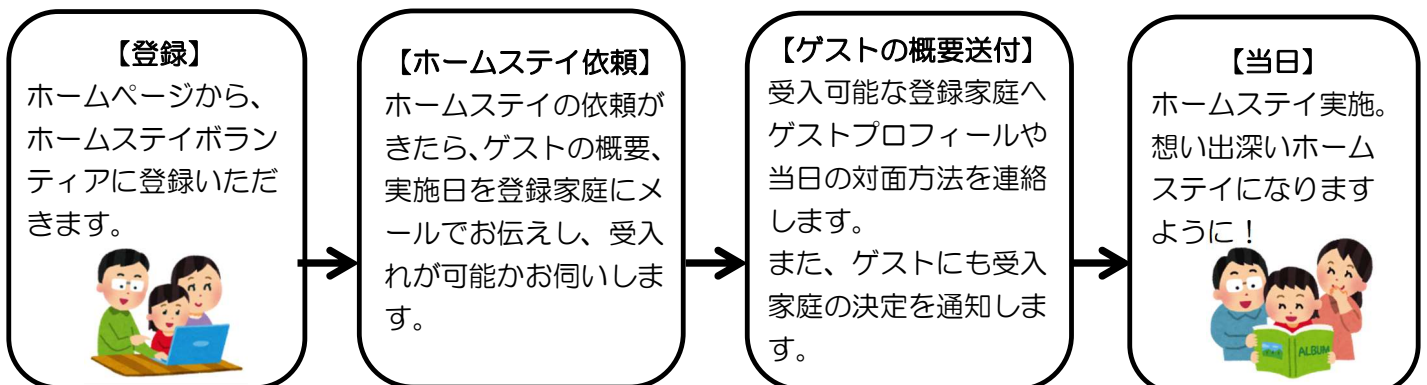 【登録】
ホームページから、
ホームステイボラン
ティアに登録いただ
きます。
【ホームステイ依頼】
ホームステイの依頼が
きたら、ゲストの概要、
実施日を登録家庭にメ
ールでお伝えし、受入
れが可能かお伺いしま
す。
【ゲストの概要送付】
受入可能な登録家庭へ
ゲストプロフィールや
当日の対面方法を連絡
します。
また、ゲストにも受入
家庭の決定を通知しま
す。
【当日】
ホームステイ実施。
想い出深いホーム
ステイになります
ように！
ALBUM